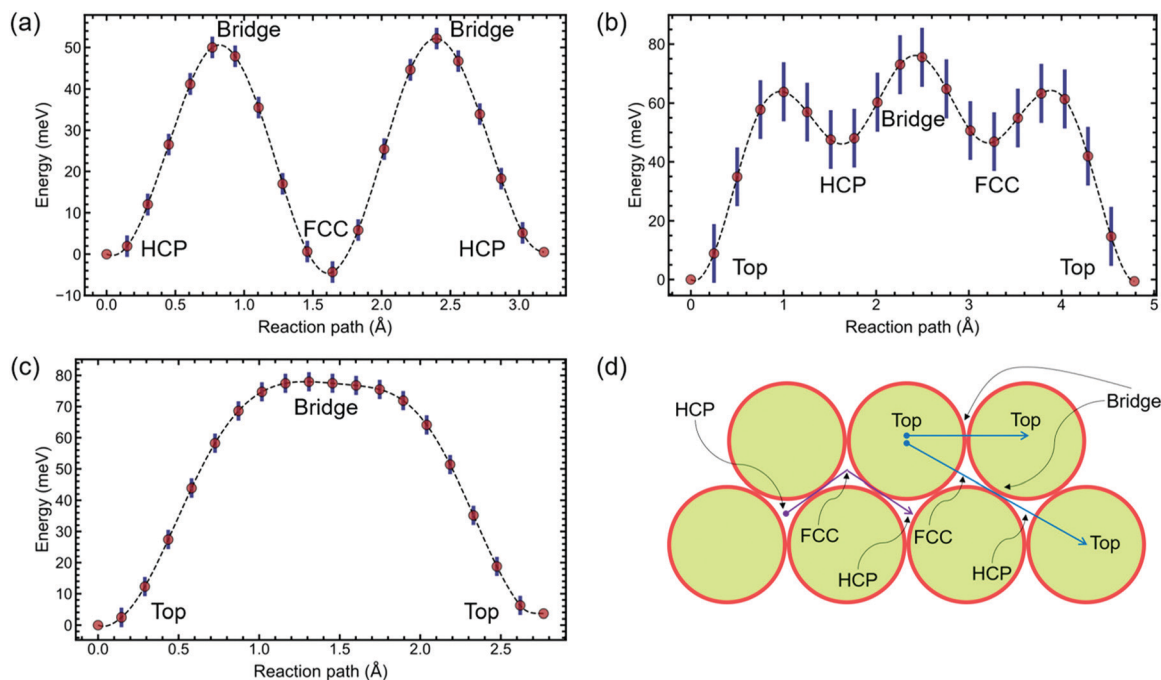 (a)
Bridge
Bridge
HCP
FCC
HCP
Energy (meV)
50
40
30
20
10
0
−10
0.0 0.5 1.0 1.5 2.0 2.5 3.0
Reaction path (Å)
(b)
Bridge
HCP
FCC
Top
Top
Energy (meV)
80
60
40
20
0
0 1 2 3 4 5
Reaction path (Å)
(c)
Bridge
Top
Top
Energy (meV)
80
70
60
50
40
30
20
10
0
0.0 0.5 1.0 1.5 2.0 2.5
Reaction path (Å)
(d)
HCP
Top
Top
Bridge
FCC
HCP
FCC
HCP
Top